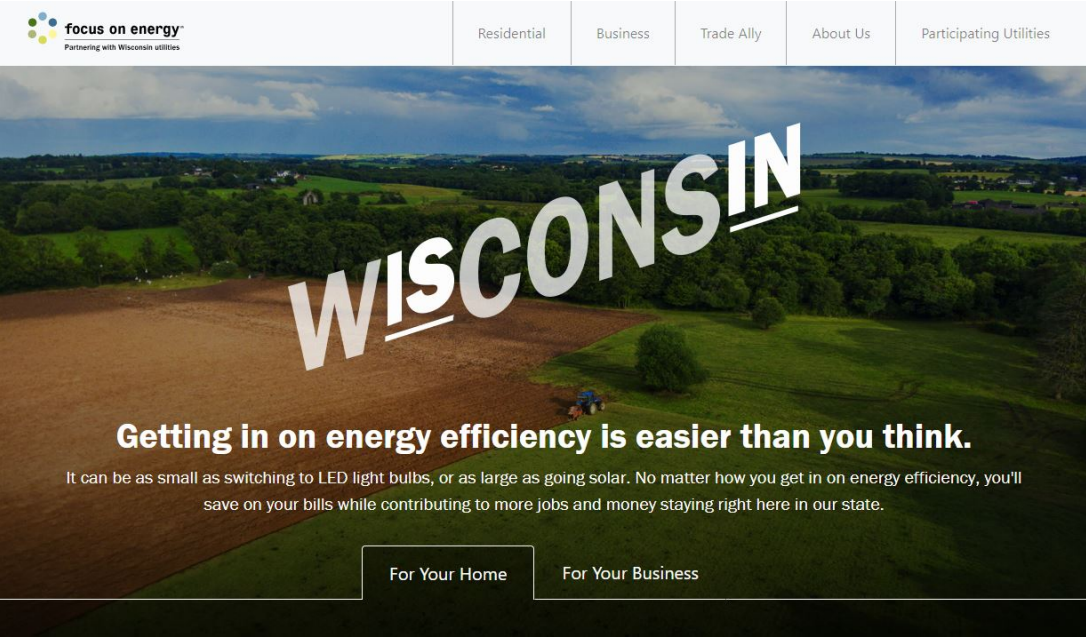 focus on energy™
Partnering with Wisconsin utilities
Residential
Business
Trade Ally
About Us
Participating Utilities
WISCONSIN
Getting in on energy efficiency is easier than you think.
It can be as small as switching to LED light bulbs, or as large as going solar. No matter how you get in on energy efficiency, you'll
save on your bills while contributing to more jobs and money staying right here in our state.
For Your Home
For Your Business